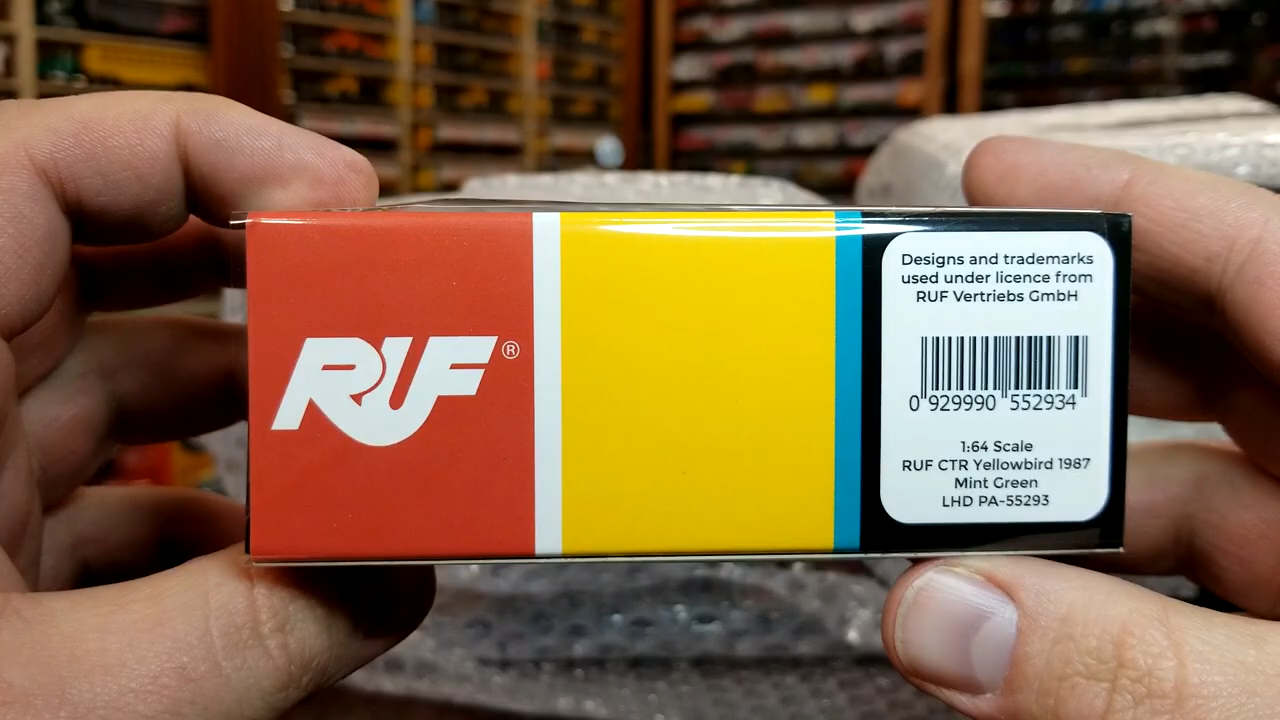 RUF®
Designs and trademarks
used under licence from
RUF Vertriebs GmbH
0 929990 552934
1:64 Scale
RUF CTR Yellowbird 1987
Mint Green
LHD PA-55293